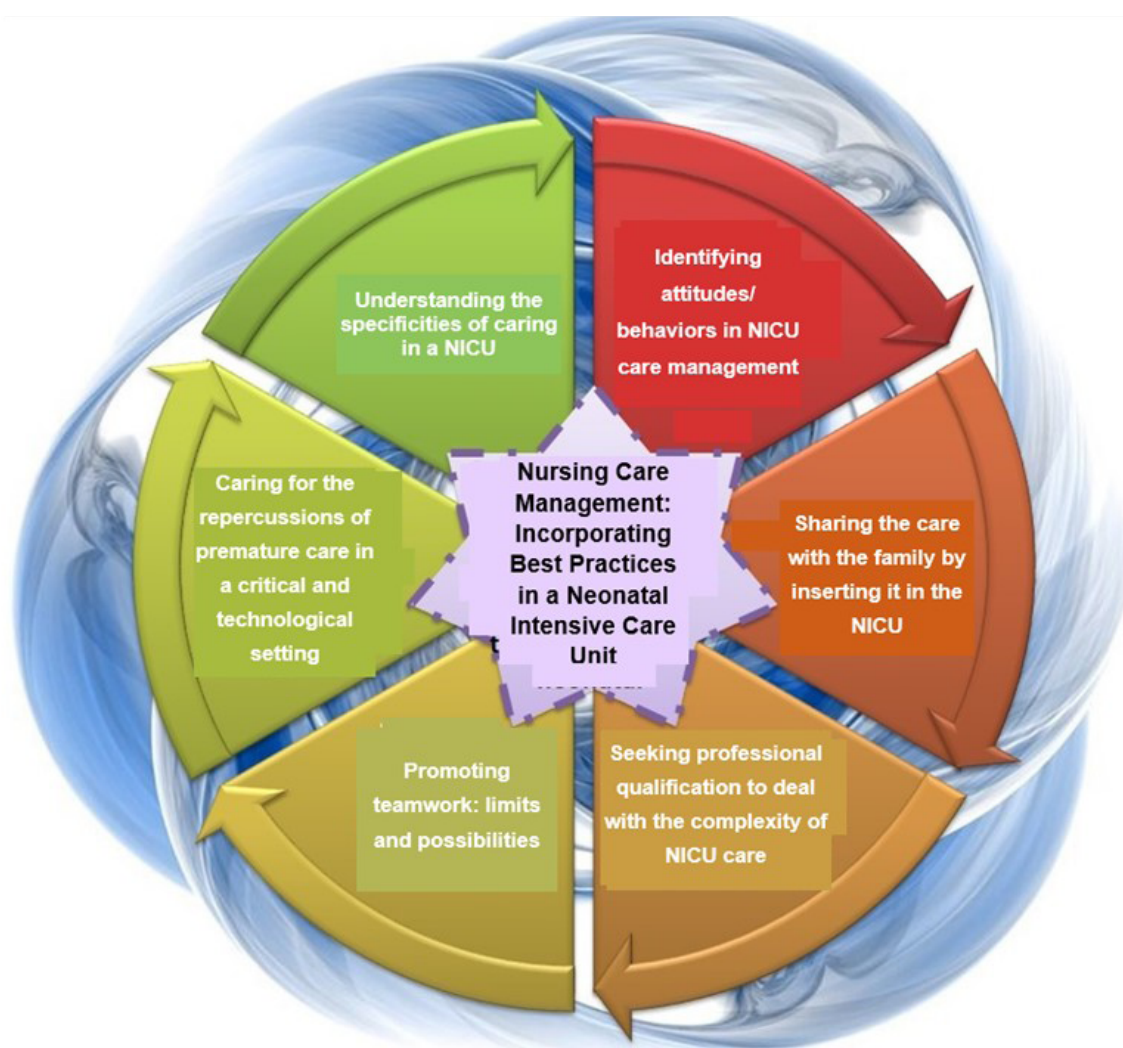 Understanding the
specificities of caring
in a NICU
Identifying
attitudes/
behaviors in NICU
care management
Caring for the
repercussions of
premature care in
a critical and
technological
setting
Nursing Care
Management:
Incorporating
Best Practices
in a Neonatal
Intensive Care
Unit
Sharing the care
with the family by
inserting it in the
NICU
Promoting
teamwork: limits
and possibilities
Seeking professional
qualification to deal
with the complexity of
NICU care